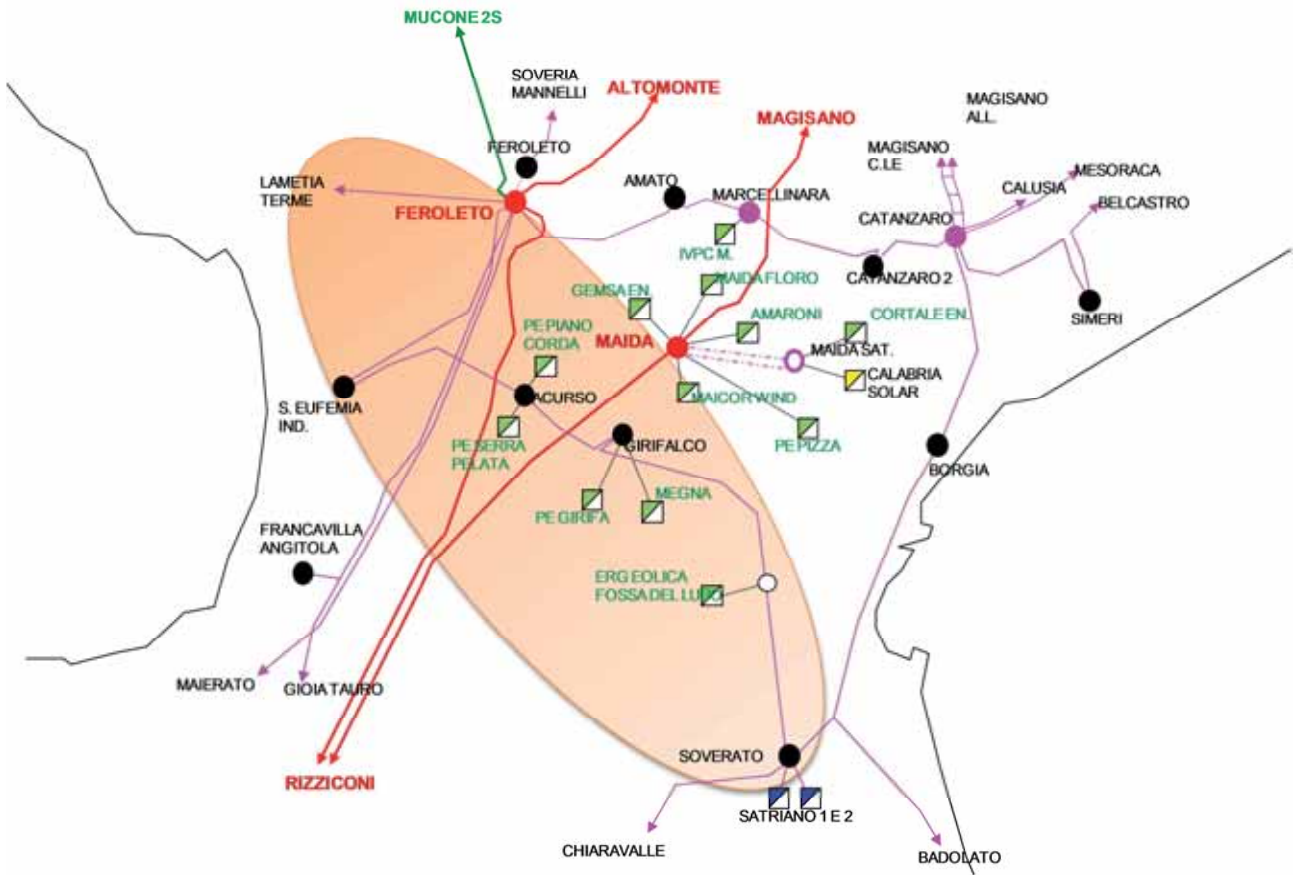 MUCONE 2S
SOVERIA
MANNELLI
ALTOMONTE
MAGISANO
MAGISANO
ALL.
MAGISANO
C.LE
MESORACA
CALUSIA
BELCASTRO
FEROLETO
LAMETIA
TERME
FEROLETO
AMATO
MARCELLINARA
CATANZARO
IVPC M.
CATANZARO 2
MAIDA FLORO
GEMSA EN.
AMARONI
CORTALE EN.
SIMERI
PE PIANO
CORDA
MAIDA
MAIDA SAT.
CALABRIA
SOLAR
S. EUFEMIA
IND.
ACURSO
MAICOR WIND
PE SERRA
PELATA
GIRIFALCO
PE PIZZA
BORGIA
MEGNA
PE GIRIFA
FRANCAVILLA
ANGITOLA
ERG EOLICA
FOSSA DEL LUPO
MAIERATO
GIOIA TAURO
SOVERATO
RIZZICONI
SATRIANO 1 E 2
CHIARAVALLE
BADOLATO